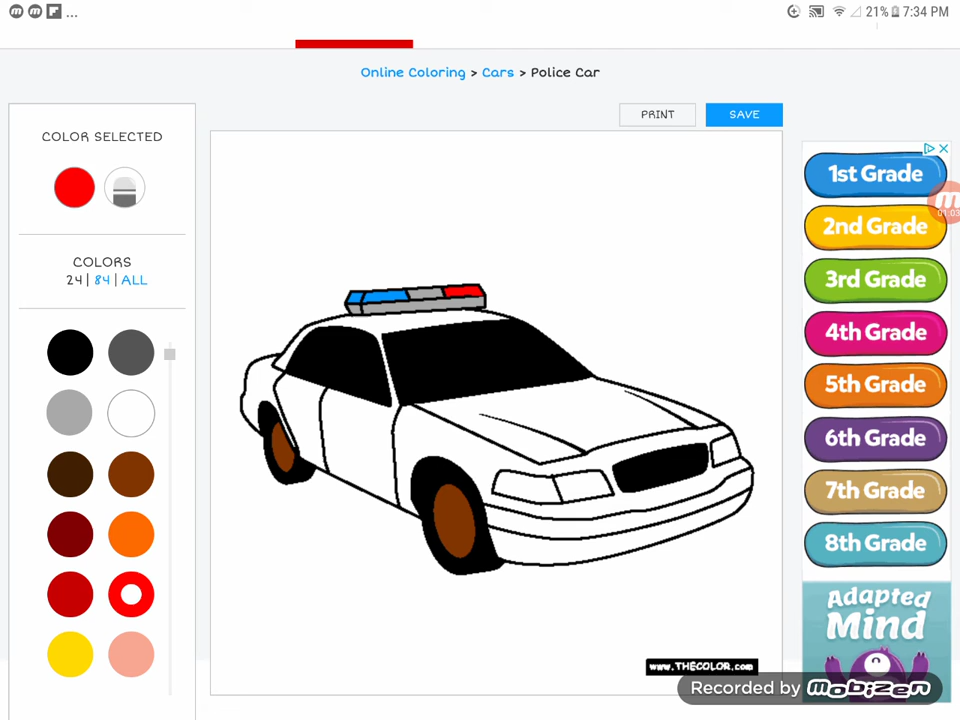 ... 21% 7:34 PM
Online Coloring > Cars > Police Car
PRINT SAVE
COLOR SELECTED
COLORS
24 | 84 | ALL
1st Grade
2nd Grade
3rd Grade
4th Grade
5th Grade
6th Grade
7th Grade
8th Grade
Adapted
Mind
01:03
www.THECOLOR.com
Recorded by mobizen